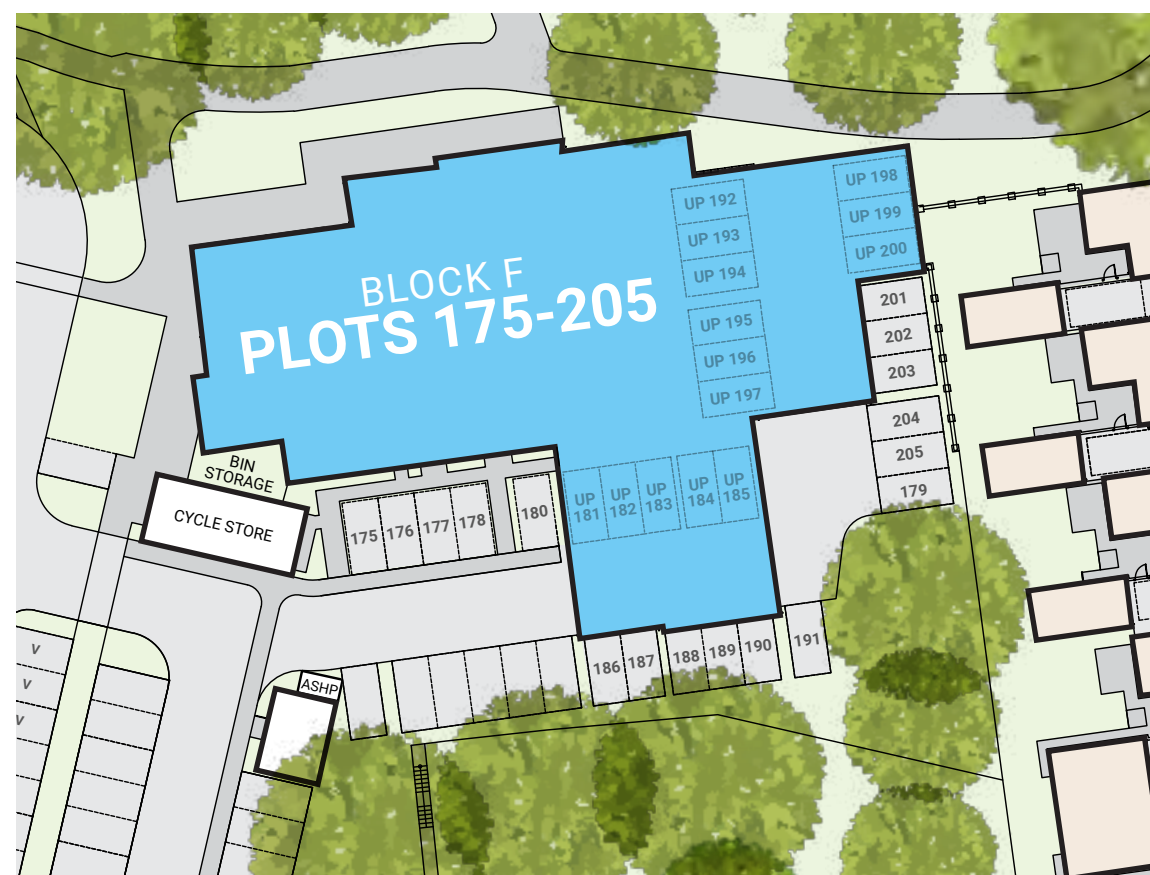 UP 198
UP 192
UP 199
UP 193
UP 200
UP 194
BLOCK F
PLOTS 175-205
201
UP 195
202
UP 196
203
UP 197
204
205
179
BIN
STORAGE
CYCLE STORE
175
176
177
178
180
UP
181
UP
182
UP
183
UP
184
UP
185
186
187
188
189
190
191
V
V
V
ASHP